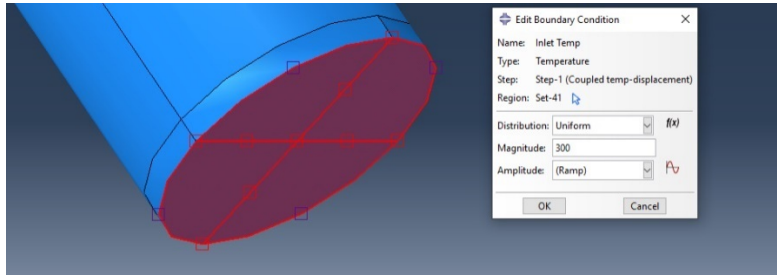 Edit Boundary Condition
Name: Inlet Temp
Type: Temperature
Step: Step-1 (Coupled temp-displacement)
Region: Set-41
Distribution: Uniform f(x)
Magnitude: 300
Amplitude: (Ramp)
OK Cancel